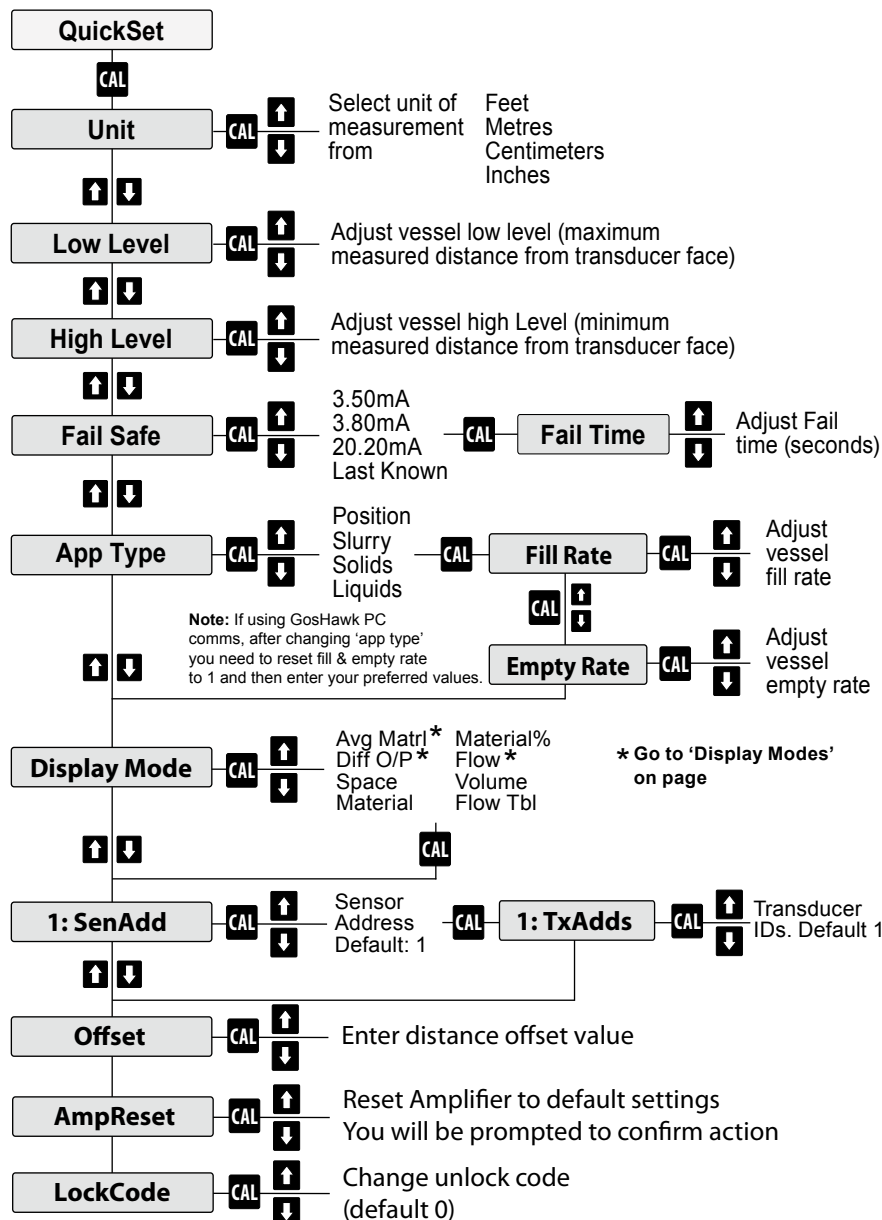 QuickSet
CAL
Unit
CAL
Select unit of
measurement
from
Feet
Metres
Centimeters
Inches
Low Level
CAL
Adjust vessel low level (maximum
measured distance from transducer face)
High Level
CAL
Adjust vessel high Level (minimum
measured distance from transducer face)
Fail Safe
CAL
3.50mA
3.80mA
20.20mA
Last Known
CAL
Fail Time
Adjust Fail
time (seconds)
App Type
CAL
Position
Slurry
Solids
Liquids
CAL
Fill Rate
CAL
Adjust
vessel
fill rate
CAL
Note: If using GosHawk PC
comms, after changing ‘app type’
you need to reset fill & empty rate
to 1 and then enter your preferred values.
Empty Rate
CAL
Adjust
vessel
empty rate
Display Mode
CAL
Avg Matrl*
Diff O/P*
Space
Material
Material%
Flow*
Volume
Flow Tbl
* Go to ‘Display Modes’
on page
CAL
1: SenAdd
CAL
Sensor
Address
Default: 1
CAL
1: TxAdds
CAL
Transducer
IDs. Default 1
Offset
CAL
Enter distance offset value
AmpReset
CAL
Reset Amplifier to default settings
You will be prompted to confirm action
LockCode
CAL
Change unlock code
(default 0)